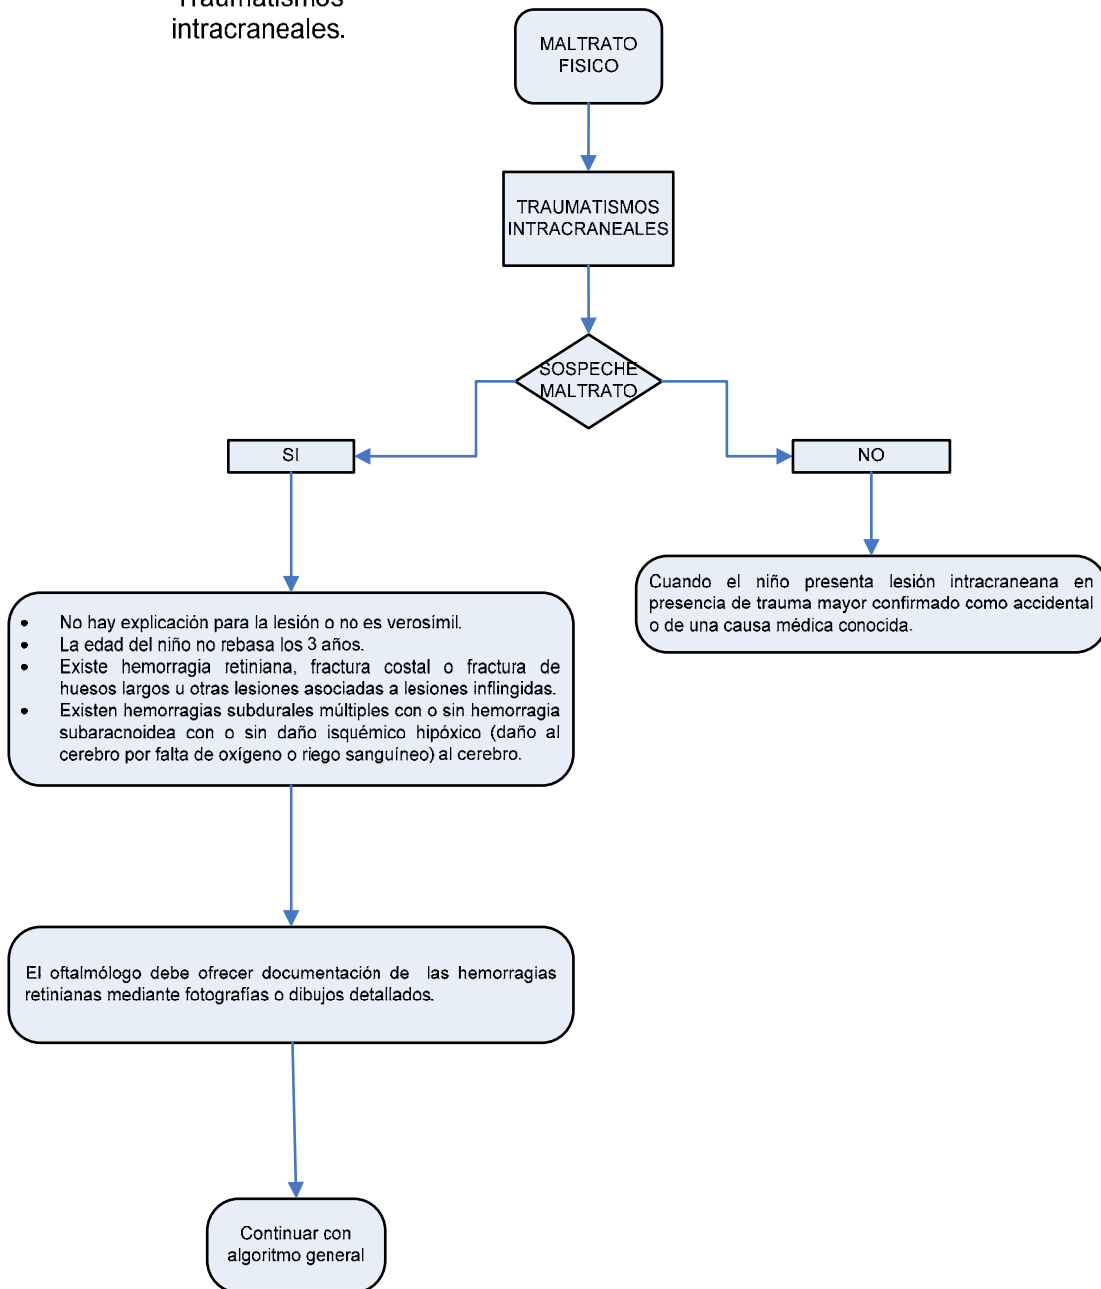 Traumatismos
intracraneales.
MALTRATO
FISICO
TRAUMATISMOS
INTRACRANEALES
SOSPECHE
MALTRATO
SI
NO
Cuando el niño presenta lesión intracraneana en
presencia de trauma mayor confirmado como accidental
o de una causa médica conocida.
• No hay explicación para la lesión o no es verosímil.
• La edad del niño no rebasa los 3 años.
• Existe hemorragia retiniana, fractura costal o fractura de
huesos largos u otras lesiones asociadas a lesiones inflingidas.
• Existen hemorragias subdurales múltiples con o sin hemorragia
subaracnoidea con o sin daño isquémico hipóxico (daño al
cerebro por falta de oxígeno o riego sanguíneo) al cerebro.
El oftalmólogo debe ofrecer documentación de las hemorragias
retinianas mediante fotografías o dibujos detallados.
Continuar con
algoritmo general